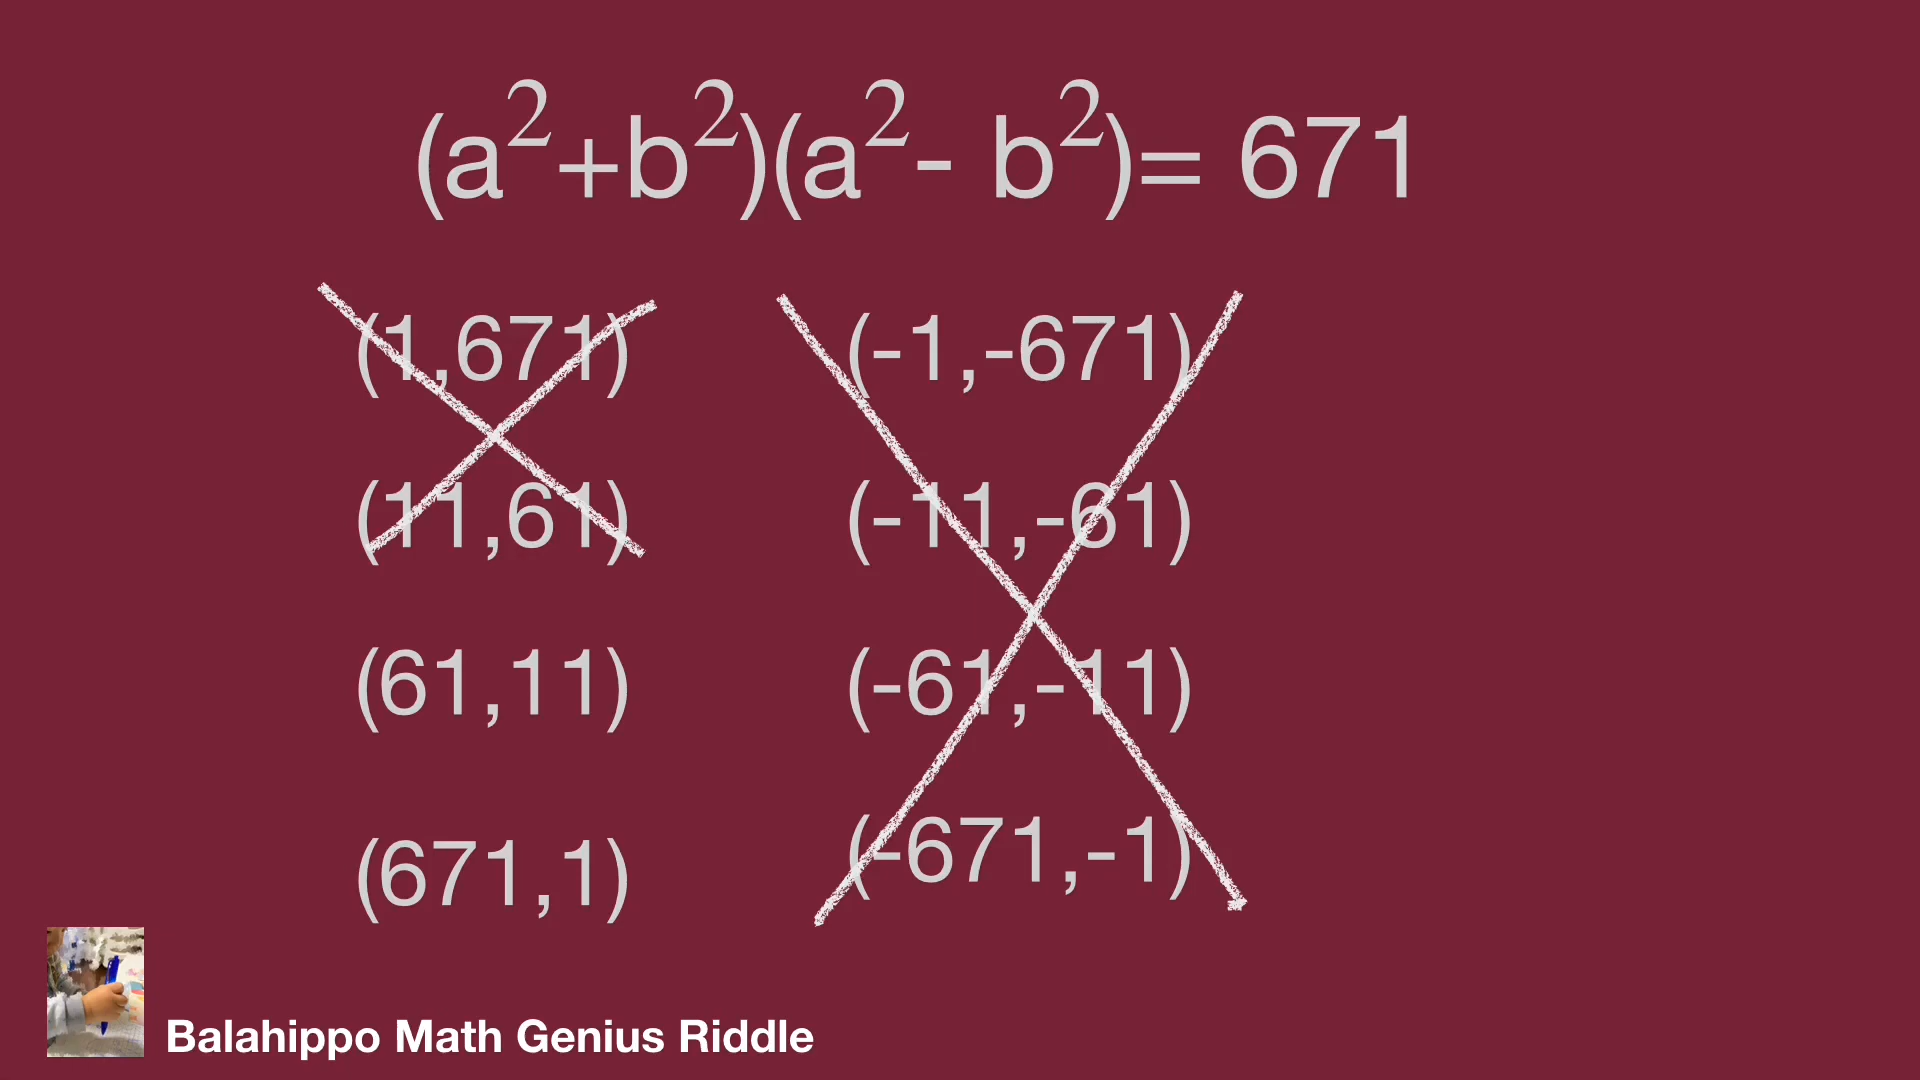 (a²+b²)(a²- b²)= 671
(1,671) (-1,-671)
(11,61) (-11,-61)
(61,11) (-61,-11)
(671,1) (-671,-1)
Balahippo Math Genius Riddle